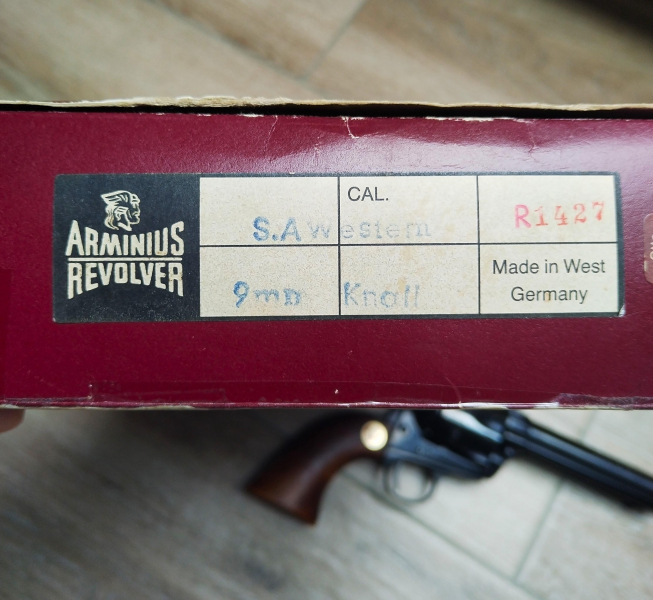 ARMINIUS
REVOLVER
CAL.
S.A Western
R1427
9mm Knall
Made in West
Germany